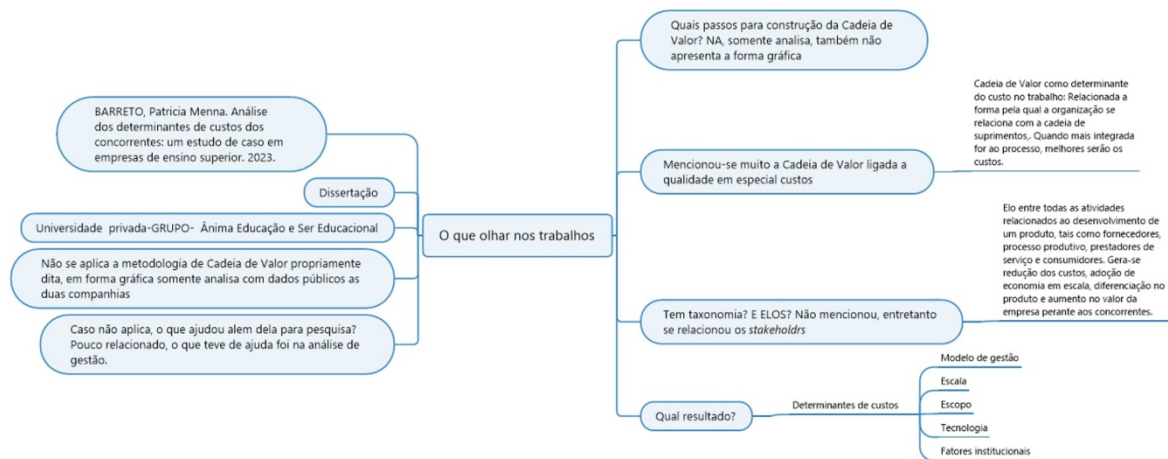 BARRETO, Patricia Menna. Análise
dos determinantes de custos dos
concorrentes: um estudo de caso em
empresas de ensino superior. 2023.
Dissertação
Universidade privada-GRUPO- Ânima Educação e Ser Educacional
Não se aplica a metodologia de Cadeia de Valor propriamente
dita, em forma gráfica somente analisa com dados públicos as
duas companhias
Caso não aplica, o que ajudou alem dela para pesquisa?
Pouco relacionado, o que teve de ajuda foi na análise de
gestão.
O que olhar nos trabalhos
Quais passos para construção da Cadeia de
Valor? NA, somente analisa, também não
apresenta a forma gráfica
Mencionou-se muito a Cadeia de Valor ligada a
qualidade em especial custos
Cadeia de Valor como determinante
do custo no trabalho: Relacionada a
forma pela qual a organização se
relaciona com a cadeia de
suprimentos,. Quando mais integrada
for ao processo, melhores serão os
custos.
Tem taxonomia? E ELOS? Não mencionou, entretanto
se relacionou os stakeholdrs
Elo entre todas as atividades
relacionados ao desenvolvimento de
um produto, tais como fornecedores,
processo produtivo, prestadores de
serviço e consumidores. Gera-se
redução dos custos, adoção de
economia em escala, diferenciação no
produto e aumento no valor da
empresa perante aos concorrentes.
Qual resultado?
Determinantes de custos
Modelo de gestão
Escala
Escopo
Tecnologia
Fatores institucionais